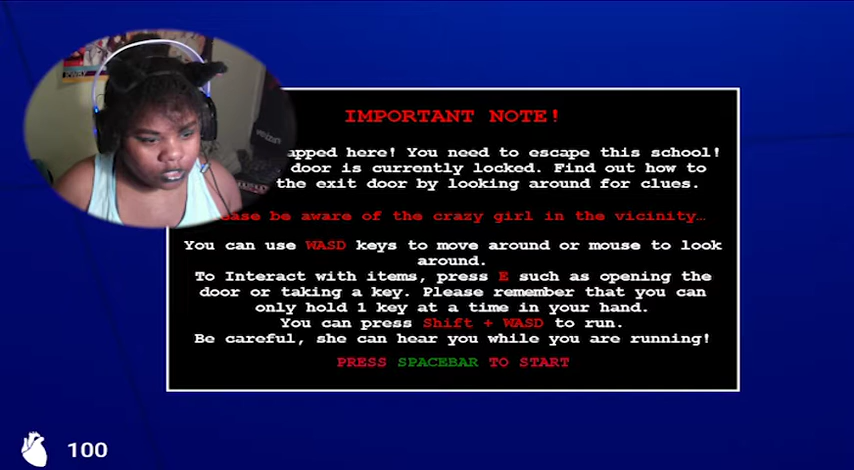 IMPORTANT NOTE!
here! You need to escape this school!
door is currently locked. Find out how to
the exit door by looking around for clues.
be aware of the crazy girl in the vicinity…
You can use WASD keys to move around or mouse to look
around.
To Interact with items, press E such as opening the
door or taking a key. Please remember that you can
only hold 1 key at a time in your hand.
You can press Shift + WASD to run.
Be careful, she can hear you while you are running!
PRESS SPACEBAR TO START
100